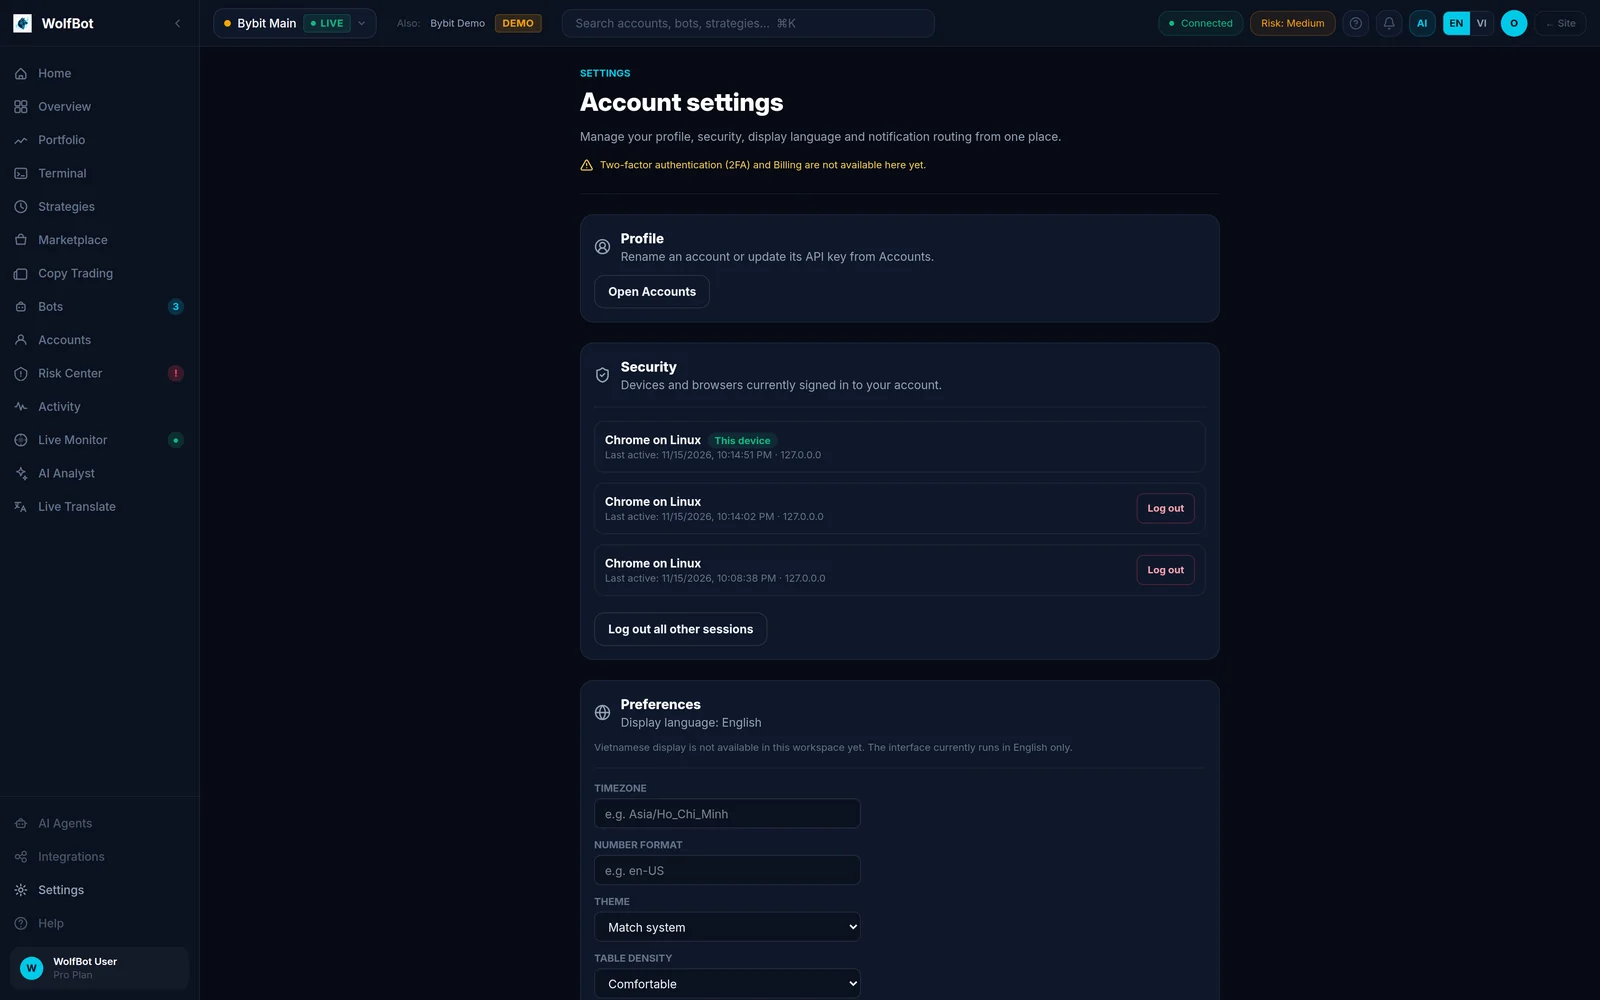 WolfBot
Bybit Main
LIVE
Also:
Bybit Demo
DEMO
Search accounts, bots, strategies... ⌘K
Connected
Risk: Medium
AI
EN
VI
O
← Site
Home
Overview
Portfolio
Terminal
Strategies
Marketplace
Copy Trading
Bots
3
Accounts
Risk Center
!
Activity
Live Monitor
AI Analyst
Live Translate
AI Agents
Integrations
Settings
Help
W
WolfBot User
Pro Plan
SETTINGS
Account settings
Manage your profile, security, display language and notification routing from one place.
Two-factor authentication (2FA) and Billing are not available here yet.
Profile
Rename an account or update its API key from Accounts.
Open Accounts
Security
Devices and browsers currently signed in to your account.
Chrome on Linux
This device
Last active: 11/15/2026, 10:14:51 PM · 127.0.0.0
Chrome on Linux
Last active: 11/15/2026, 10:14:02 PM · 127.0.0.0
Log out
Chrome on Linux
Last active: 11/15/2026, 10:08:38 PM · 127.0.0.0
Log out
Log out all other sessions
Preferences
Display language: English
Vietnamese display is not available in this workspace yet. The interface currently runs in English only.
TIMEZONE
e.g. Asia/Ho_Chi_Minh
NUMBER FORMAT
e.g. en-US
THEME
Match system
TABLE DENSITY
Comfortable